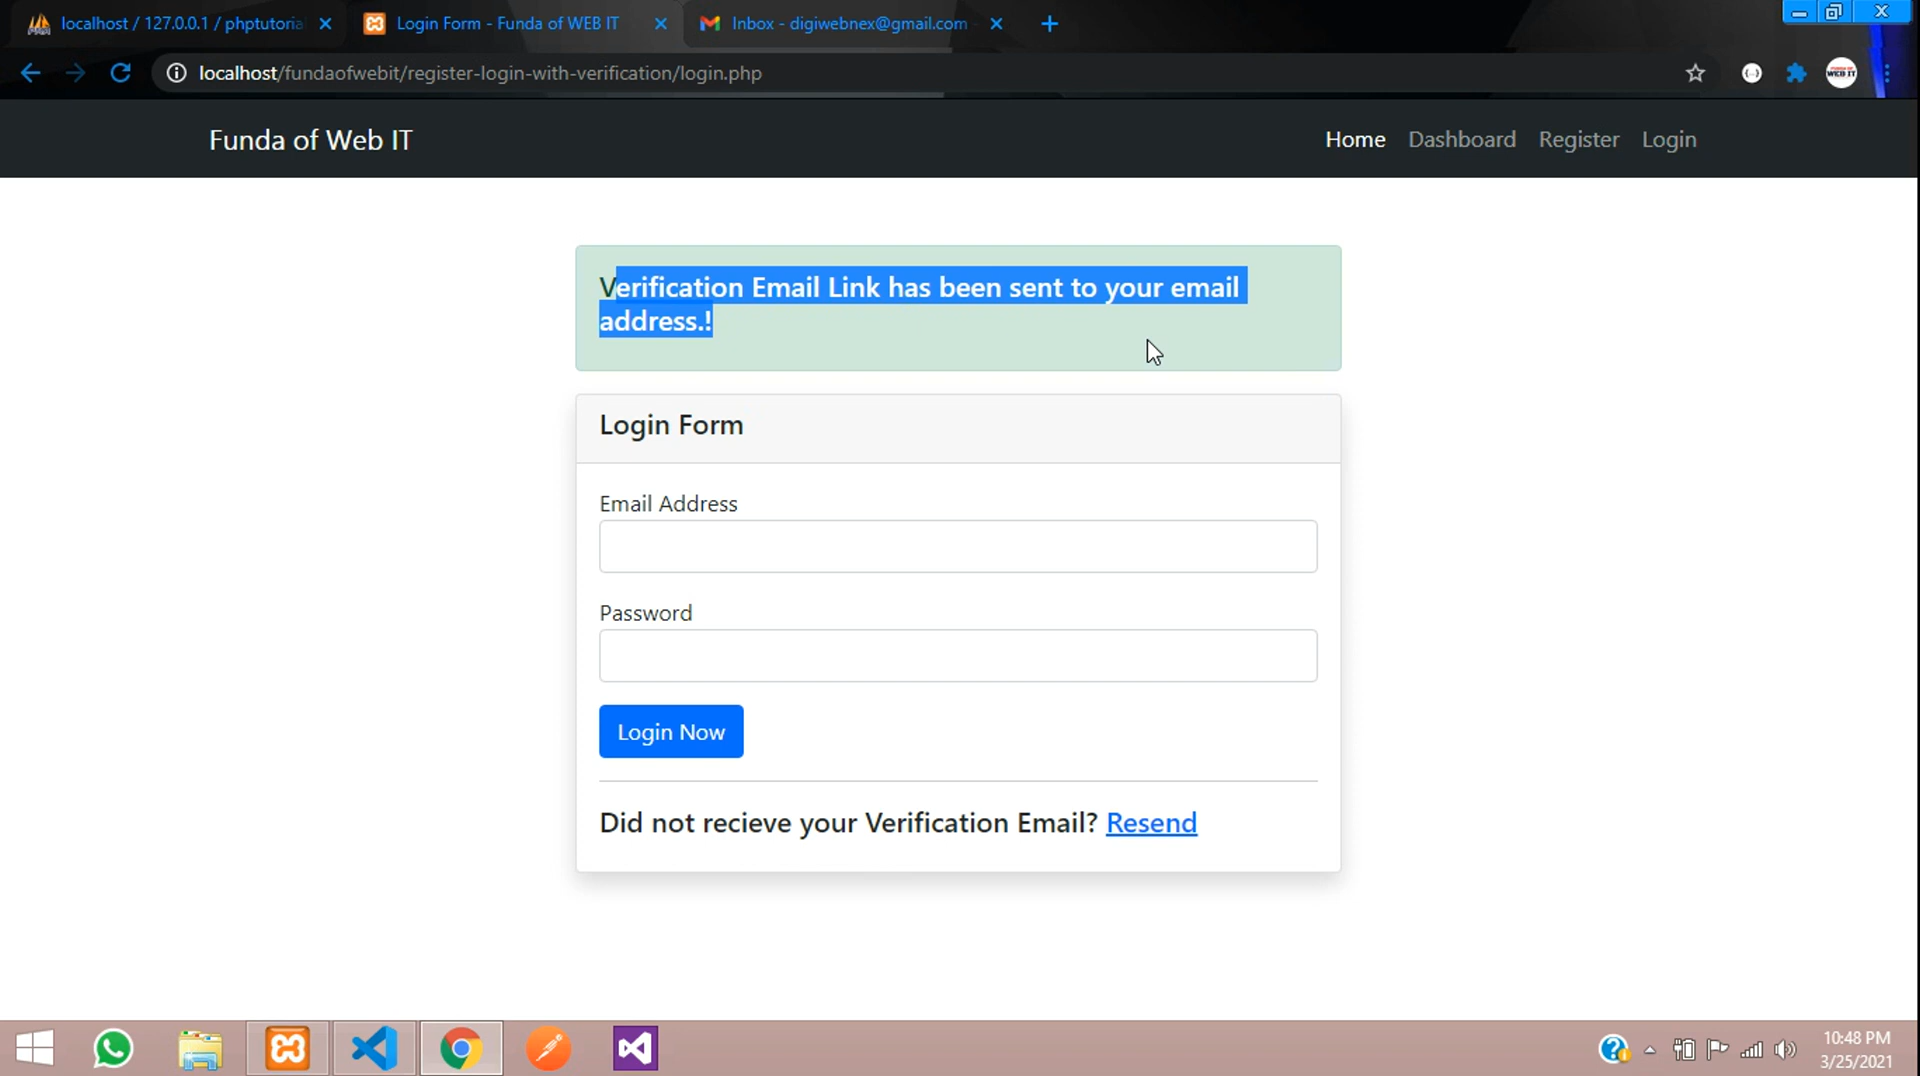 localhost / 127.0.0.1 / phptutoria
Login Form - Funda of WEB IT
Inbox - digiwebnex@gmail.com
localhost/fundaofwebit/register-login-with-verification/login.php
Funda of Web IT
Home
Dashboard
Register
Login
Verification Email Link has been sent to your email
address.!
Login Form
Email Address
Password
Login Now
Did not recieve your Verification Email? Resend
10:48 PM
3/25/2021